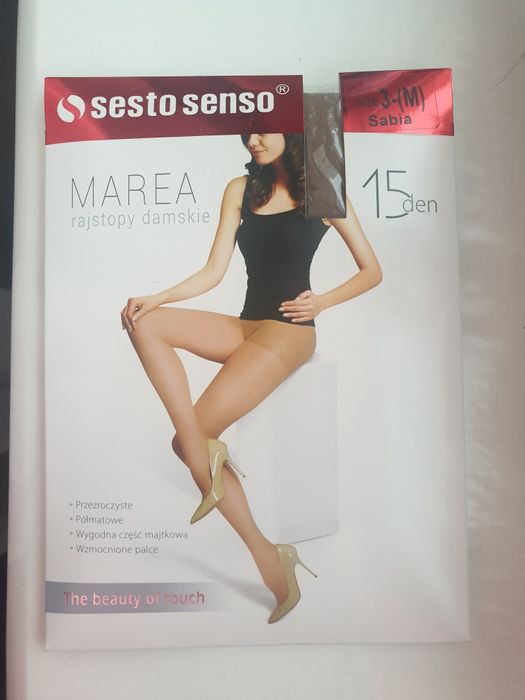 sesto senso®
size 3-(M)
Sabia
MAREA
rajstopy damskie
15 den
• Przezroczyste
• Półmatowe
• Wygodna część majtkowa
• Wzmocnione palce
The beauty of touch